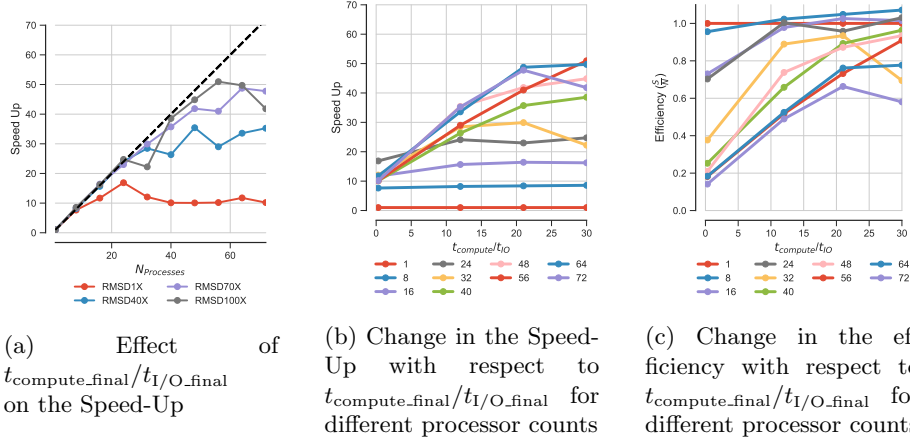 70
60
50
40
30
20
10
0
Speed Up
20
40
60
N_Processes
RMSD1X
RMSD70X
RMSD40X
RMSD100X
(a) Effect of
t_compute_final/t_I/O_final
on the Speed-Up
70
60
50
40
30
20
10
0
Speed Up
0
5
10
15
20
25
30
t_compute/t_IO
1
24
48
64
8
32
56
72
16
40
(b) Change in the Speed-
Up with respect to
t_compute_final/t_I/O_final for
different processor counts
1.0
0.8
0.6
0.4
0.2
0.0
Efficiency (S/N)
0
5
10
15
20
25
30
t_compute/t_IO
1
24
48
64
8
32
56
72
16
40
(c) Change in the ef
ficiency with respect t
t_compute_final/t_I/O_final fo
different processor counts